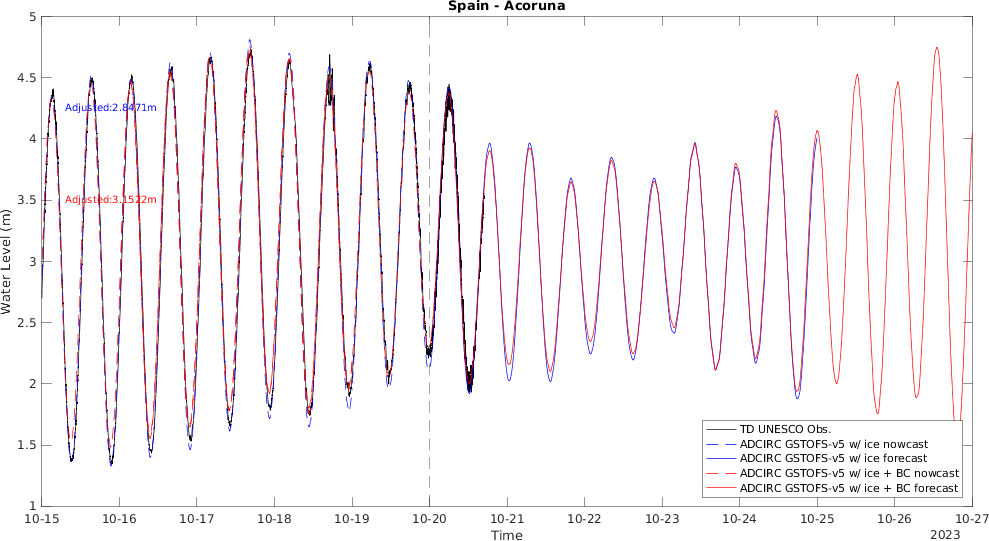 Spain - Acoruna
5
4.5
4
3.5
3
2.5
2
1.5
1
Water Level (m)
Adjusted:2.8471m
Adjusted:3.1522m
TD UNESCO Obs.
ADCIRC GSTOFS-v5 w/ ice nowcast
ADCIRC GSTOFS-v5 w/ ice forecast
ADCIRC GSTOFS-v5 w/ ice + BC nowcast
ADCIRC GSTOFS-v5 w/ ice + BC forecast
10-15 10-16 10-17 10-18 10-19 10-20 10-21 10-22 10-23 10-24 10-25 10-26 10-27
Time
2023